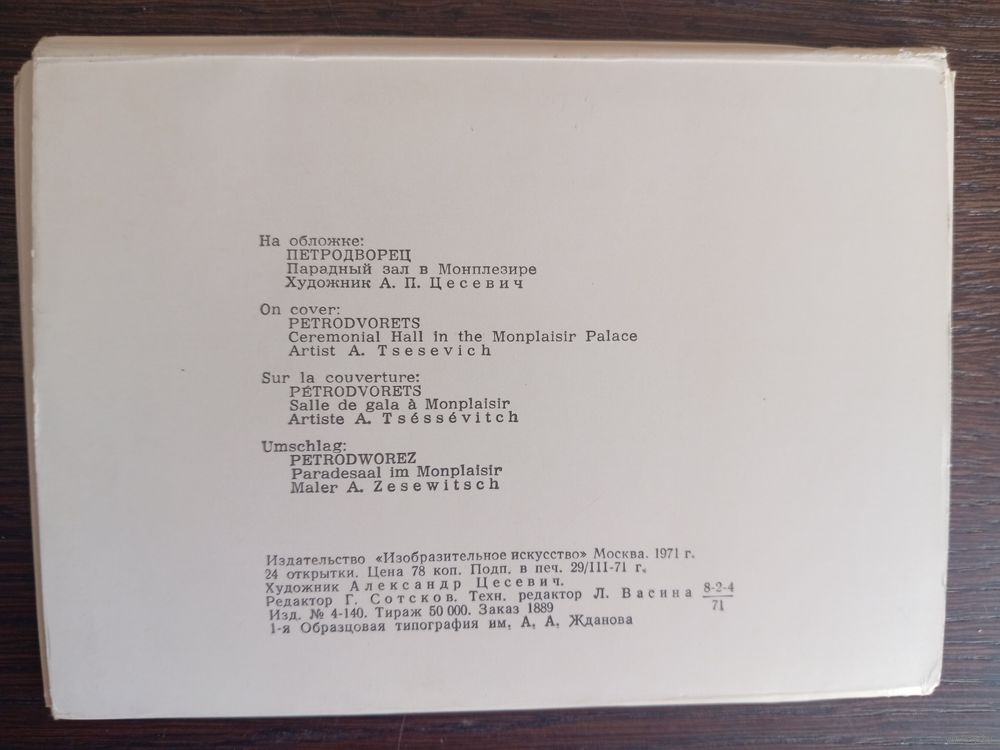 На обложке:
ПЕТРОДВОРЕЦ
Парадный зал в Монплезире
Художник А. П. Цесевич
On cover:
PETRODVORETS
Ceremonial Hall in the Monplaisir Palace
Artist A. Tsesevich
Sur la couverture:
PÉTRODVORETS
Salle de gala à Monplaisir
Artiste A. Tséssévitch
Umschlag:
PETRODWOREZ
Paradesaal im Monplaisir
Maler A. Zesewitsch
Издательство «Изобразительное искусство» Москва. 1971 г.
24 открытки. Цена 78 коп. Подп. в печ. 29/III-71 г.
Художник Александр Цесевич.
Редактор Г. Сотсков. Техн. редактор Л. Васина 8-2-4/71
Изд. № 4-140. Тираж 50 000. Заказ 1889
1-я Образцовая типография им. А. А. Жданова